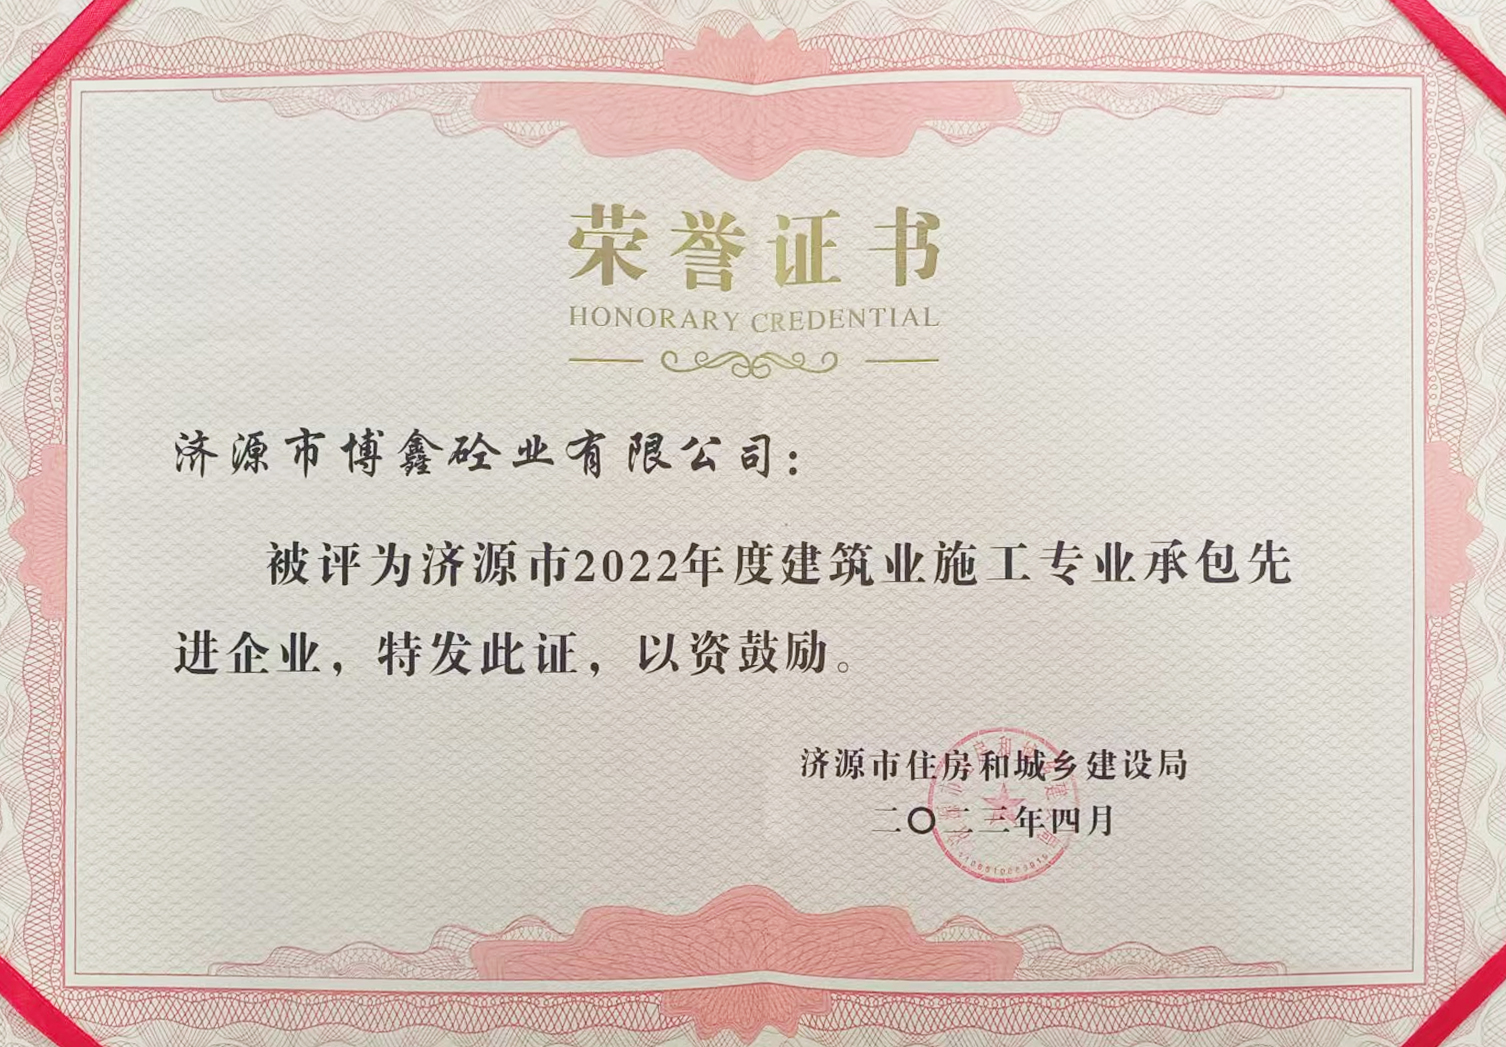 荣誉证书
HONORARY CREDENTIAL
济源市博鑫砼业有限公司：
被评为济源市2022年度建筑业施工专业承包先
进企业，特发此证，以资鼓励。
济源市住房和城乡建设局
二〇二三年四月